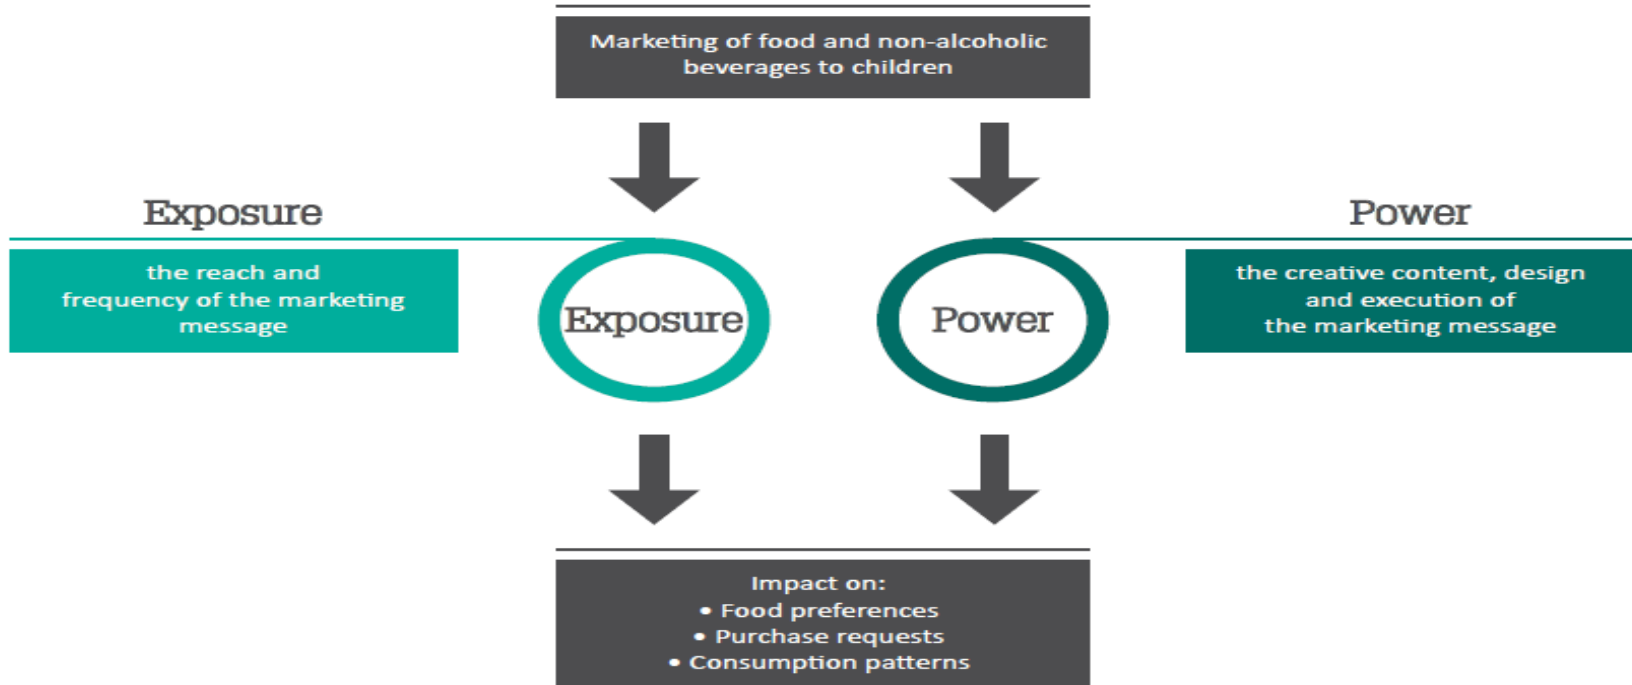 Marketing of food and non-alcoholic
beverages to children
Exposure
the reach and
frequency of the marketing
message
Exposure
Power
Power
the creative content, design
and execution of
the marketing message
Impact on:
• Food preferences
• Purchase requests
• Consumption patterns